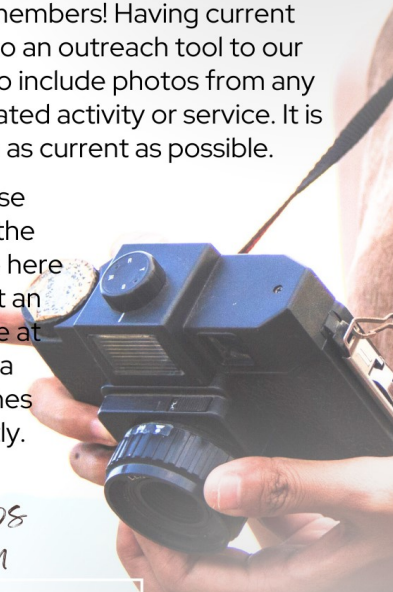 members! Having current
o an outreach tool to our
o include photos from any
ated activity or service. It is
as current as possible.
se
the
here
t an
e at
a
nes
ly.
os
n